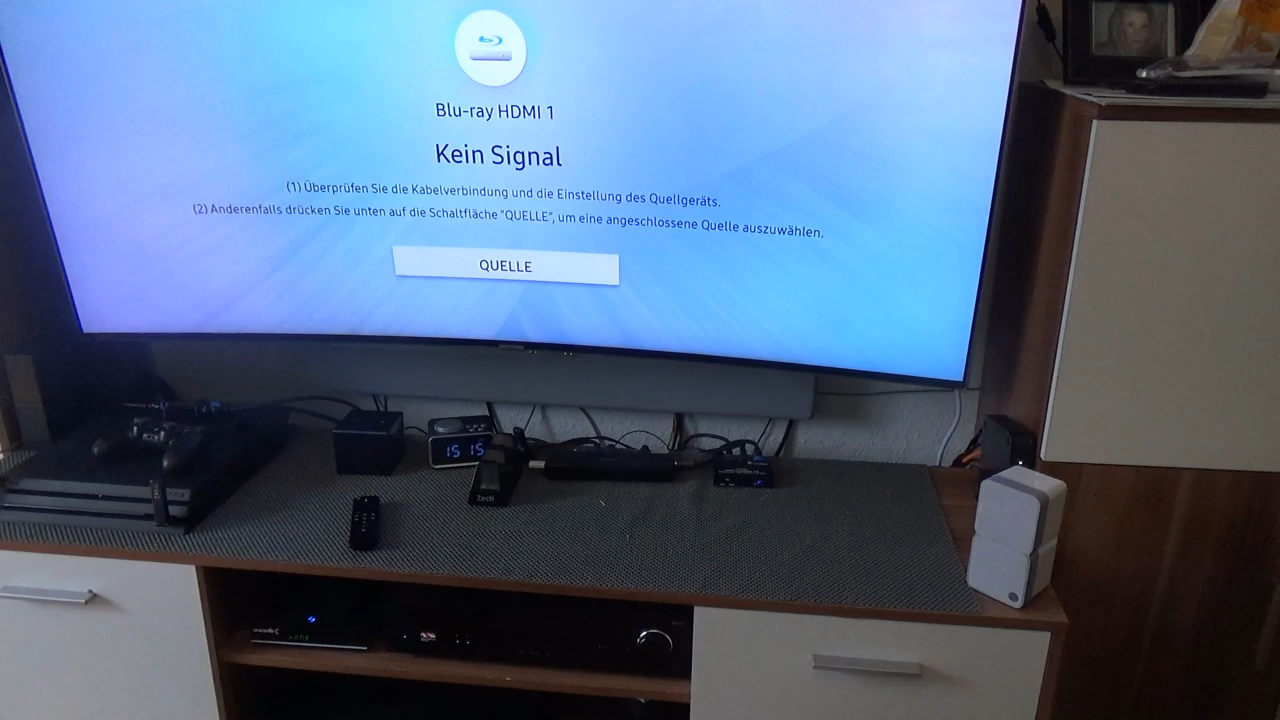 Blu-ray HDMI 1
Kein Signal
(1) Überprüfen Sie die Kabelverbindung und die Einstellung des Quellgeräts.
(2) Anderenfalls drücken Sie unten auf die Schaltfläche "QUELLE", um eine angeschlossene Quelle auszuwählen.
QUELLE
15 15